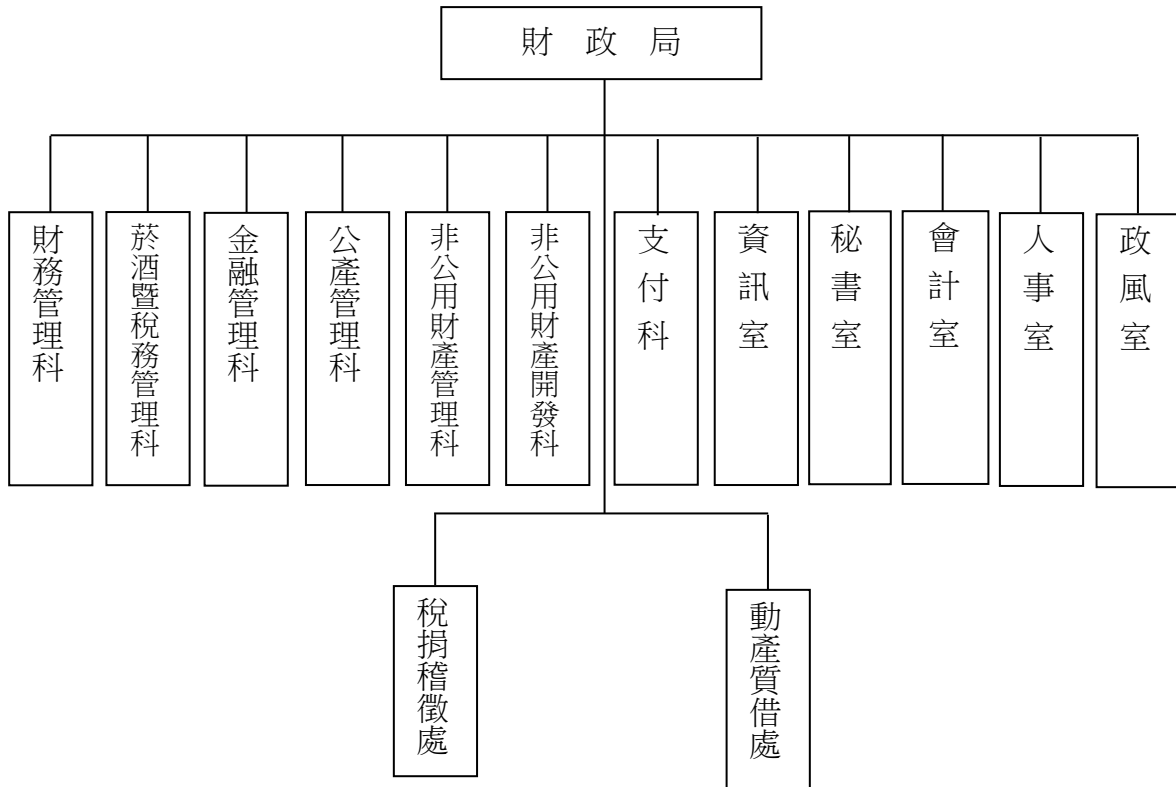 財政局
財務管理科
菸酒暨稅務管理科
金融管理科
公產管理科
非公用財產管理科
非公用財產開發科
支付科
資訊室
秘書室
會計室
人事室
政風室
稅捐稽徵處
動產質借處